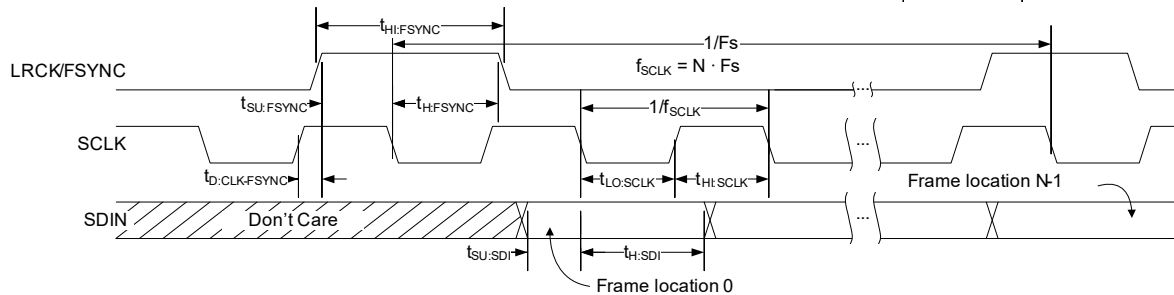 tHI:FSYNC
1/Fs
LRCK/FSYNC
fSCLK = N · Fs
...
tSU:FSYNC
tH:FSYNC
1/fSCLK
SCLK
...
tD:CLK-FSYNC
tLO:SCLK
tHI:SCLK
Frame location N-1
SDIN
Don't Care
...
tSU:SDI
tH:SDI
Frame location 0